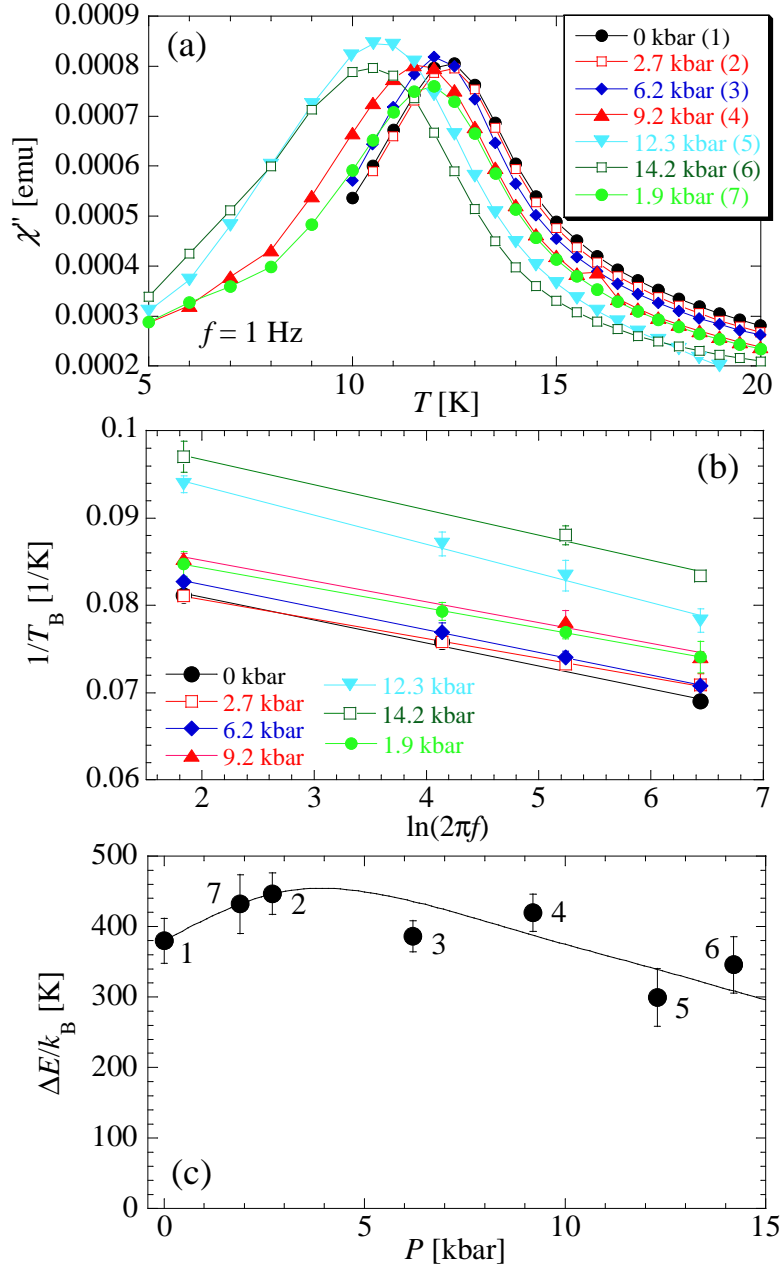 (a)
0 kbar (1)
2.7 kbar (2)
6.2 kbar (3)
9.2 kbar (4)
12.3 kbar (5)
14.2 kbar (6)
1.9 kbar (7)
0.0009
0.0008
0.0007
0.0006
0.0005
0.0004
0.0003
0.0002
χ" [emu]
f = 1 Hz
5
10
15
20
T [K]
(b)
0.1
0.09
0.08
0.07
0.06
1/T_B [1/K]
0 kbar
2.7 kbar
6.2 kbar
9.2 kbar
12.3 kbar
14.2 kbar
1.9 kbar
2
3
4
5
6
7
ln(2πf)
500
400
300
200
100
0
ΔE/k_B [K]
1
7
2
3
4
5
6
(c)
0
5
10
15
P [kbar]